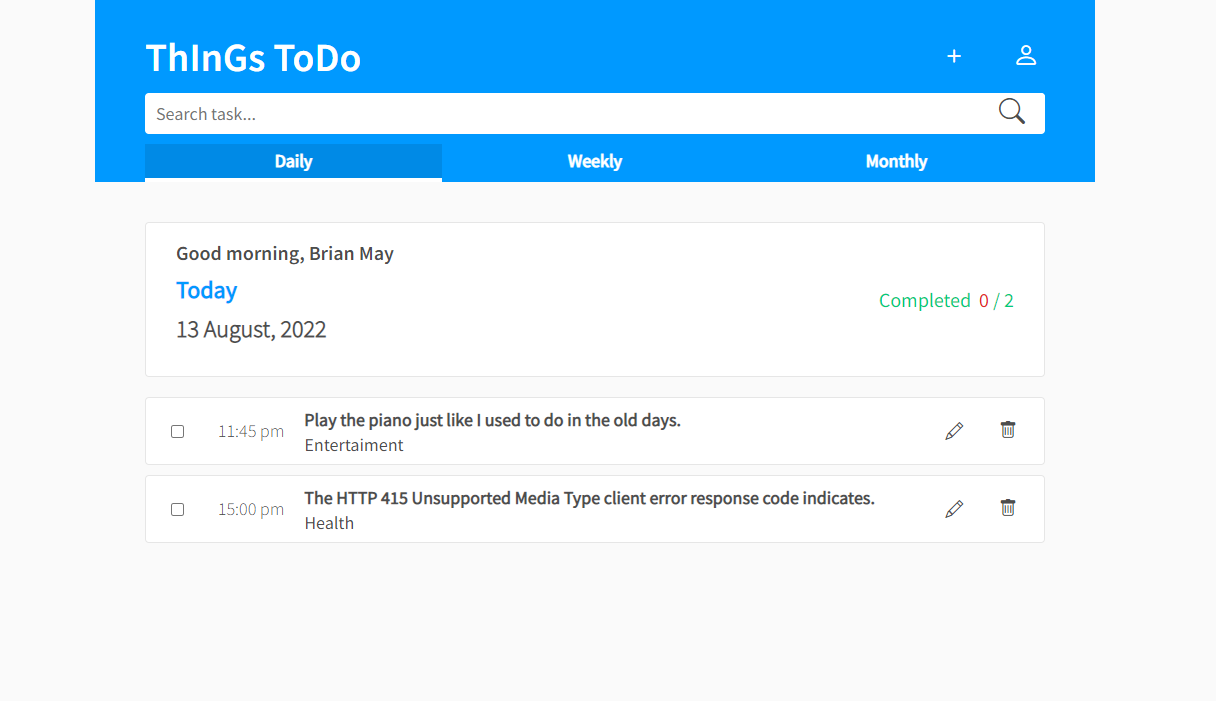 ThInGs ToDo
Search task...
Daily Weekly Monthly
Good morning, Brian May
Today
13 August, 2022
Completed 0 / 2
11:45 pm
Play the piano just like I used to do in the old days.
Entertaiment
15:00 pm
The HTTP 415 Unsupported Media Type client error response code indicates.
Health